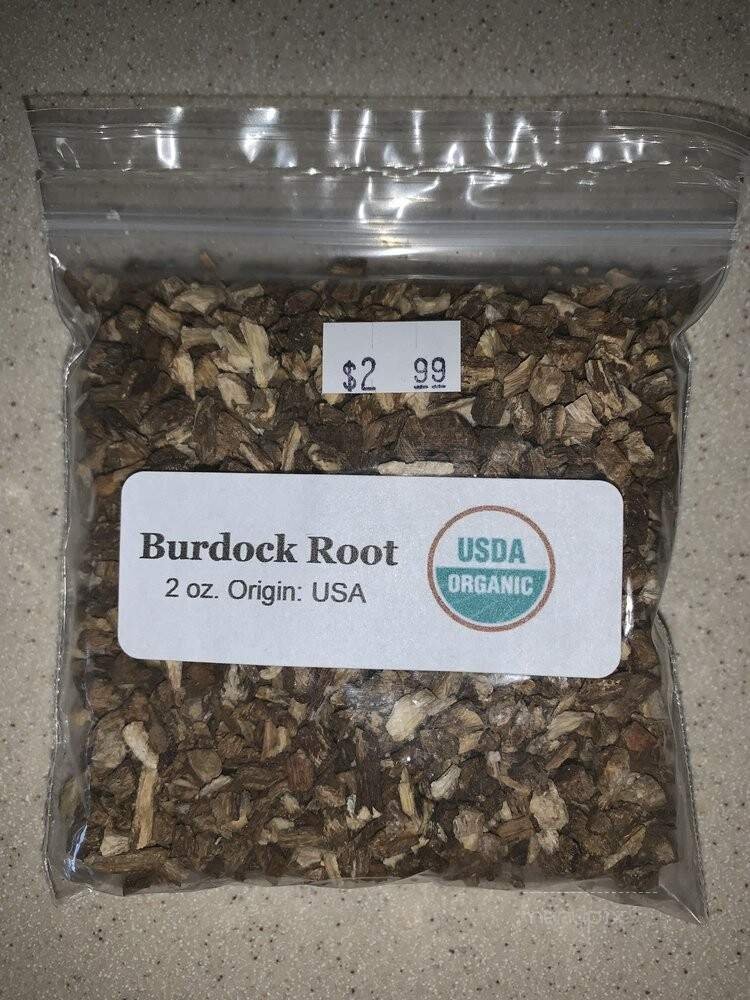 $2 99
Burdock Root
2 oz. Origin: USA
USDA
ORGANIC